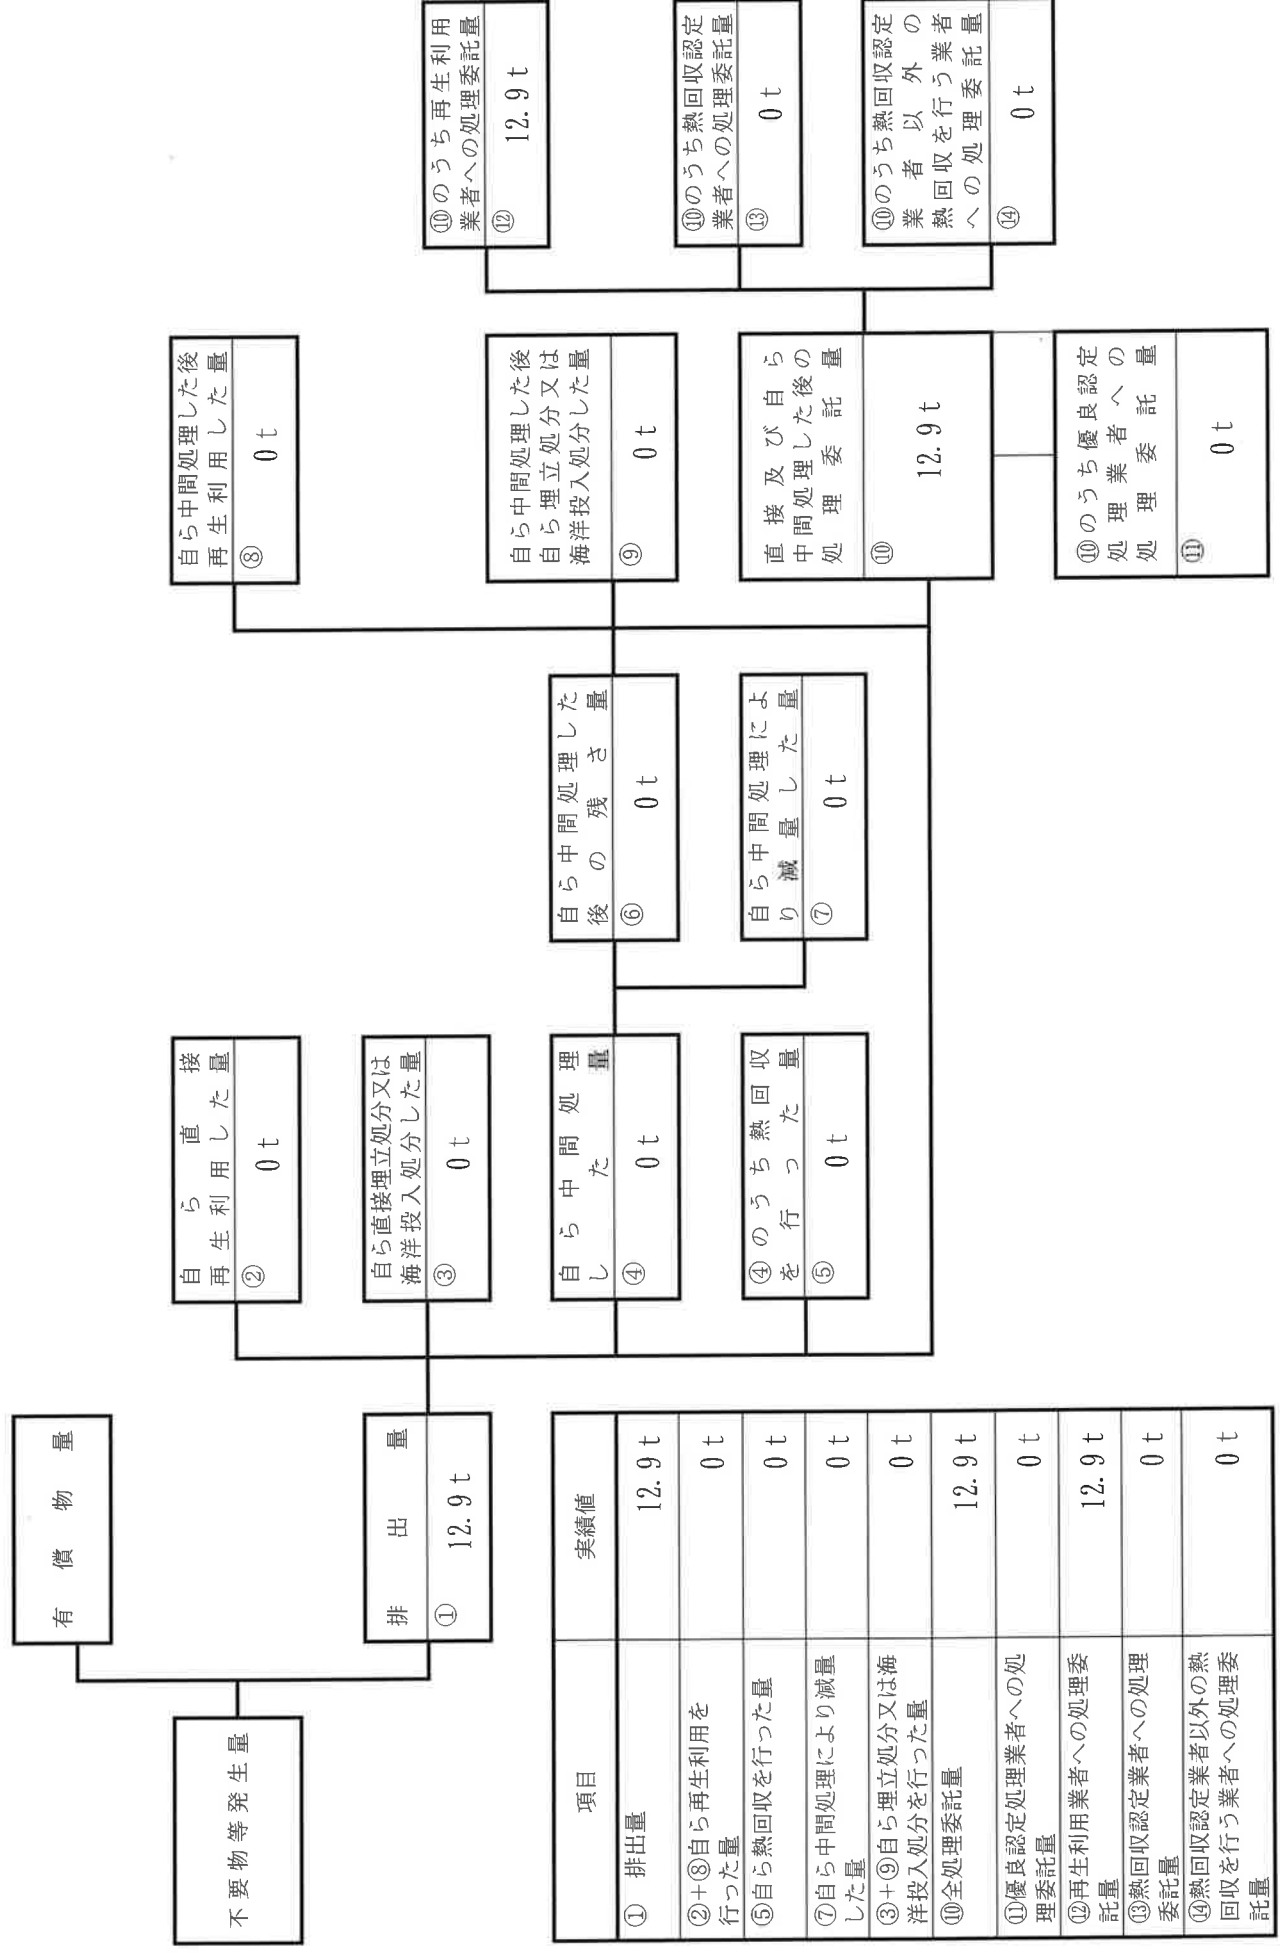 不要物等発生量
有償物量
排出量
① 12.9t
自ら直接
再生利用した量
② 0t
自ら直接埋立処分又は
海洋投入処分した量
③ 0t
自ら中間処理
した量
④ 0t
④のうち熱回収
を行った量
⑤ 0t
自ら中間処理した
後の残さ量
⑥ 0t
自ら中間処理によ
り減量した量
⑦ 0t
自ら中間処理した後
再生利用した量
⑧ 0t
自ら中間処理した後
自ら埋立処分又は
海洋投入処分した量
⑨ 0t
直接及び自ら
中間処理した後の
処理委託量
⑩ 12.9t
⑩のうち優良認定
処理業者への
処理委託量
⑪ 0t
⑩のうち再生利用
業者への処理委託量
⑫ 12.9t
⑩のうち熱回収認定
業者への処理委託量
⑬ 0t
⑩のうち熱回収認定
業者以外の
熱回収を行う業者
への処理委託量
⑭ 0t
項目 実績値
① 排出量 12.9t
②+⑧自ら再生利用を
行った量 0t
⑤自ら熱回収を行った量 0t
⑦自ら中間処理により減量
した量 0t
③+⑨自ら埋立処分又は海
洋投入処分を行った量 0t
⑩全処理委託量 12.9t
⑪優良認定処理業者への処
理委託量 0t
⑫再生利用業者への処理委
託量 12.9t
⑬熱回収認定業者への処理
委託量 0t
⑭熱回収認定業者以外の熱
回収を行う業者への処理委
託量 0t